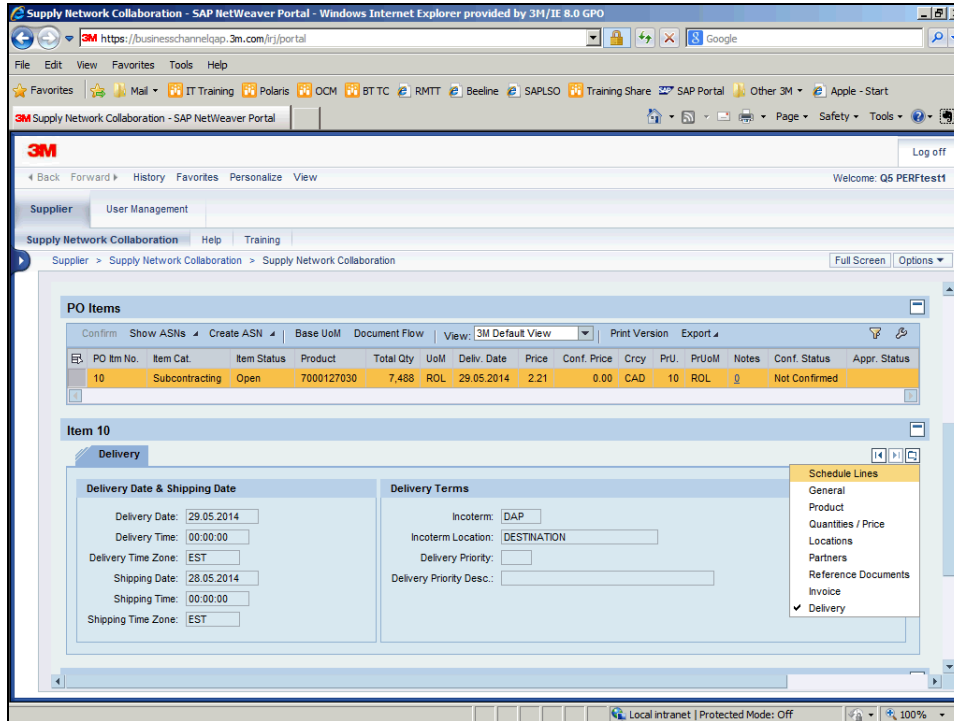 Supply Network Collaboration - SAP NetWeaver Portal - Windows Internet Explorer provided by 3M/IE 8.0 GPO
3M https://businesschannelqap.3m.com/irj/portal
Google
File Edit View Favorites Tools Help
Favorites Mail IT Training Polaris OCM BT TC RMTT Beeline SAPLSO Training Share SAP Portal Other 3M Apple - Start
3M Supply Network Collaboration - SAP NetWeaver Portal
Page Safety Tools
3M
Log off
Back Forward History Favorites Personalize View
Welcome: Q5 PERFtest1
Supplier User Management
Supply Network Collaboration Help Training
Supplier > Supply Network Collaboration > Supply Network Collaboration
Full Screen Options
PO Items
Confirm Show ASNs Create ASN Base UoM Document Flow View: 3M Default View Print Version Export
PO Itm No. Item Cat. Item Status Product Total Qty UoM Deliv. Date Price Conf. Price Crcy PrU. PrUoM Notes Conf. Status Appr. Status
10 Subcontracting Open 7000127030 7,488 ROL 29.05.2014 2.21 0.00 CAD 10 ROL 0 Not Confirmed
Item 10
Delivery
Schedule Lines
General
Product
Quantities / Price
Locations
Partners
Reference Documents
Invoice
Delivery
Delivery Date & Shipping Date
Delivery Date: 29.05.2014
Delivery Time: 00:00:00
Delivery Time Zone: EST
Shipping Date: 28.05.2014
Shipping Time: 00:00:00
Shipping Time Zone: EST
Delivery Terms
Incoterm: DAP
Incoterm Location: DESTINATION
Delivery Priority:
Delivery Priority Desc.:
Local intranet | Protected Mode: Off
100%